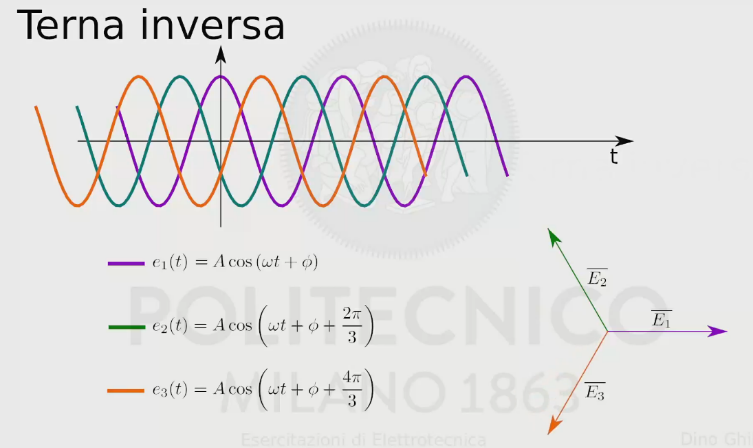 Terna inversa
t
e₁(t) = A cos (ωt + ϕ)
e₂(t) = A cos (ωt + ϕ + 2π/3)
e₃(t) = A cos (ωt + ϕ + 4π/3)
E₂
E₁
E₃
POLITECNICO
MILANO 1863
Esercitazioni di Elettrotecnica
Dino Ghi